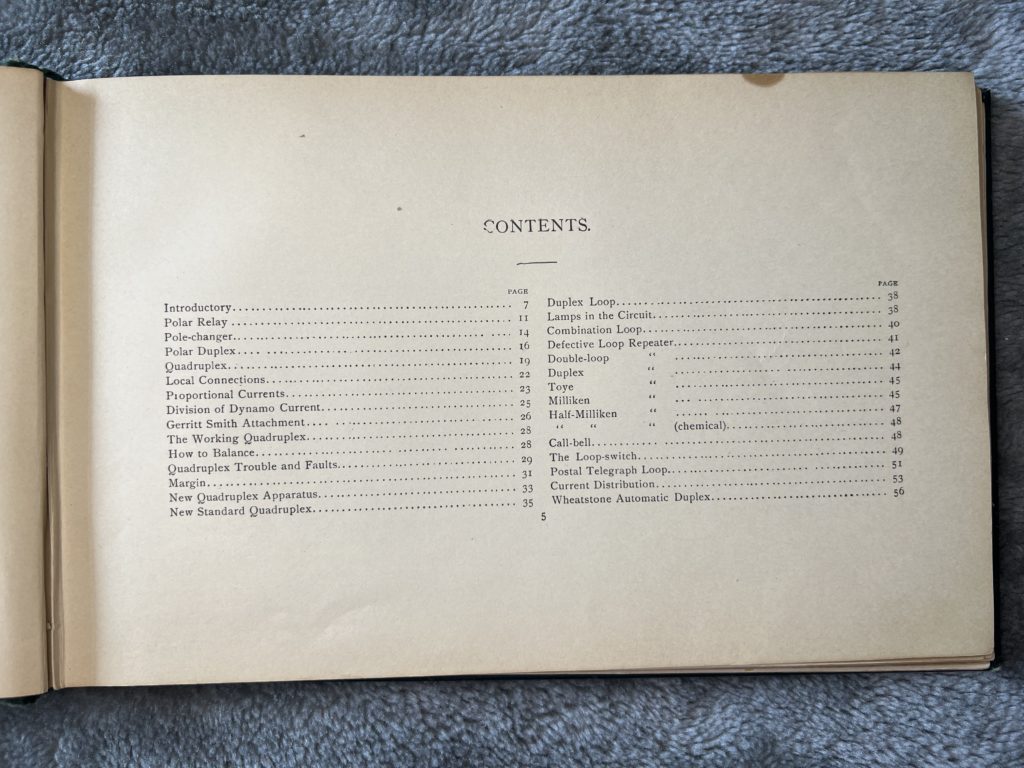 CONTENTS.
PAGE
Introductory 7
Polar Relay 11
Pole-changer 14
Polar Duplex 16
Quadruplex 19
Local Connections 22
Proportional Currents 23
Division of Dynamo Current 25
Gerritt Smith Attachment 26
The Working Quadruplex 28
How to Balance 28
Quadruplex Trouble and Faults 29
Margin 31
New Quadruplex Apparatus 33
New Standard Quadruplex 35
PAGE
Duplex Loop 38
Lamps in the Circuit 38
Combination Loop 40
Defective Loop Repeater 41
Double-loop “ 42
Duplex “ 44
Toye “ 45
Milliken “ 45
Half-Milliken “ 47
“ “ “ (chemical) 48
Call-bell 48
The Loop-switch 49
Postal Telegraph Loop 51
Current Distribution 53
Wheatstone Automatic Duplex 56
5